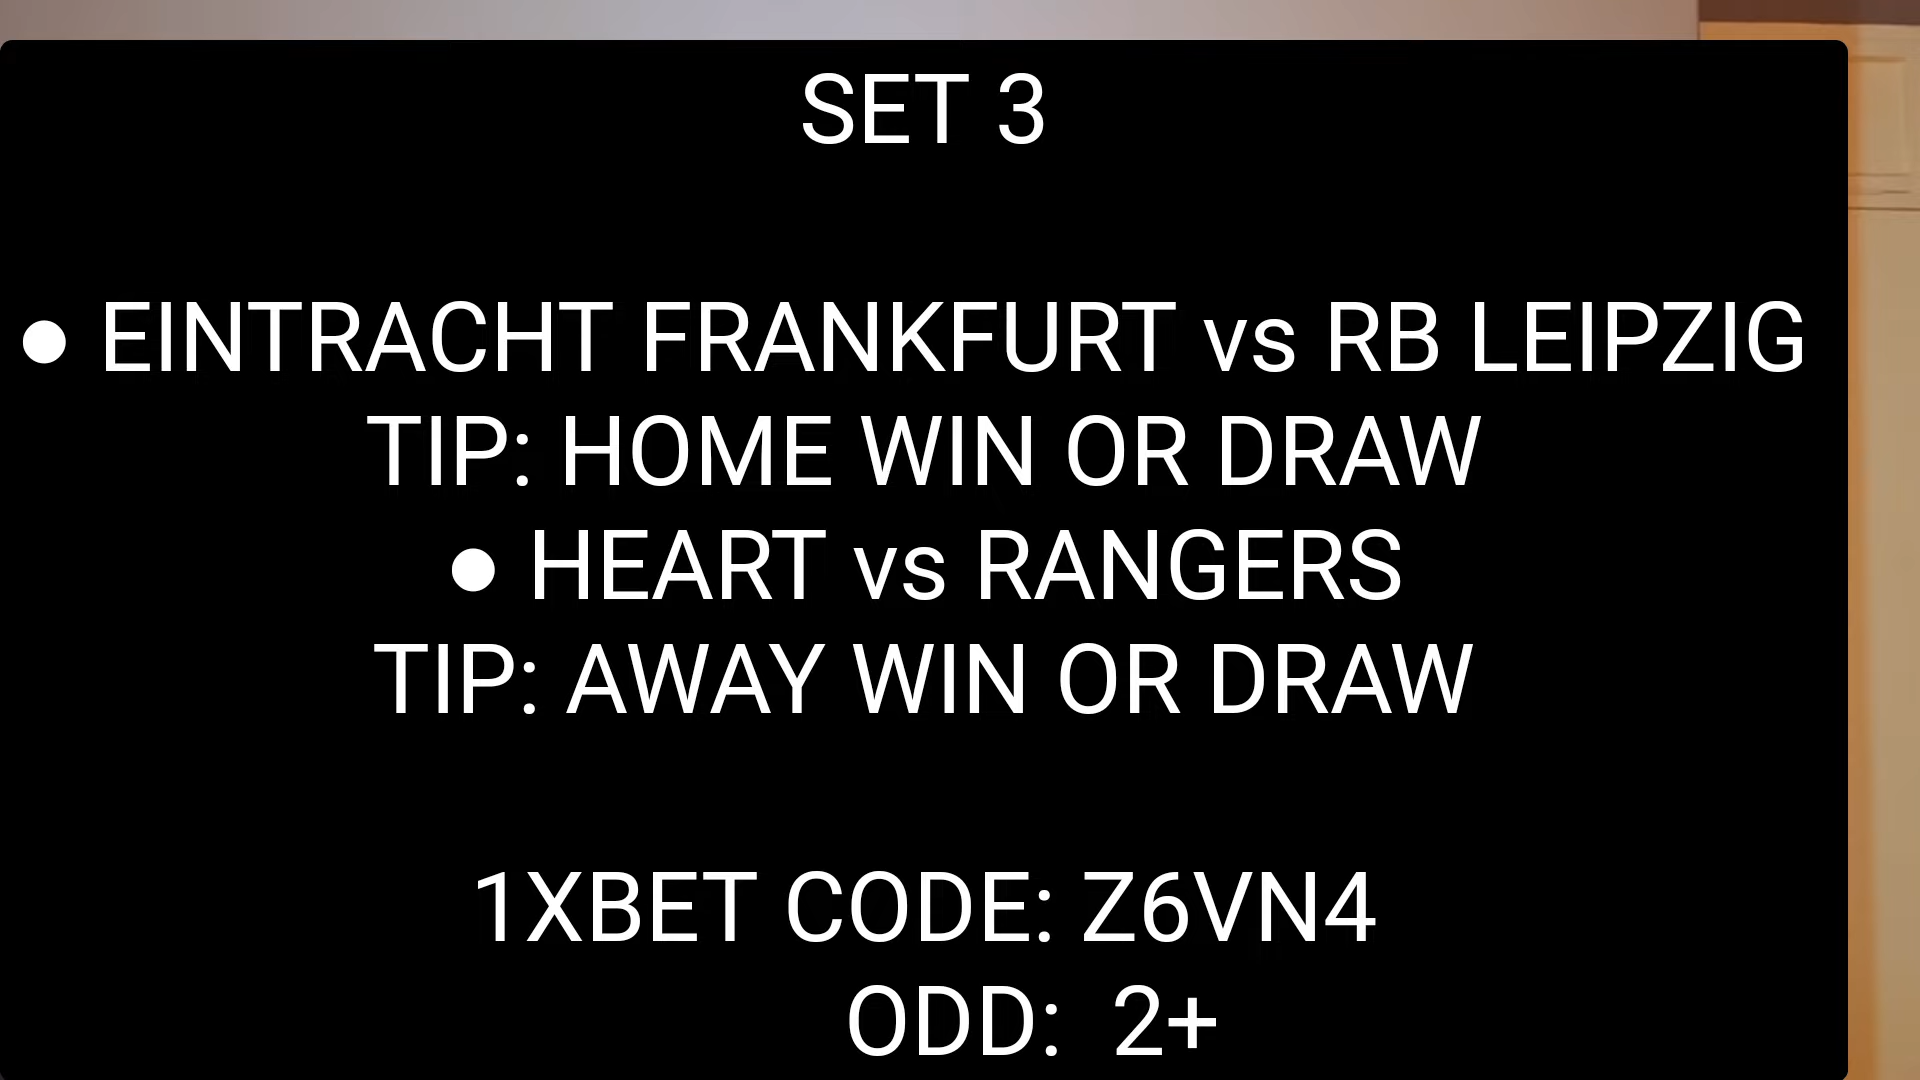 SET 3
● EINTRACHT FRANKFURT vs RB LEIPZIG
TIP: HOME WIN OR DRAW
● HEART vs RANGERS
TIP: AWAY WIN OR DRAW
1XBET CODE: Z6VN4
ODD: 2+